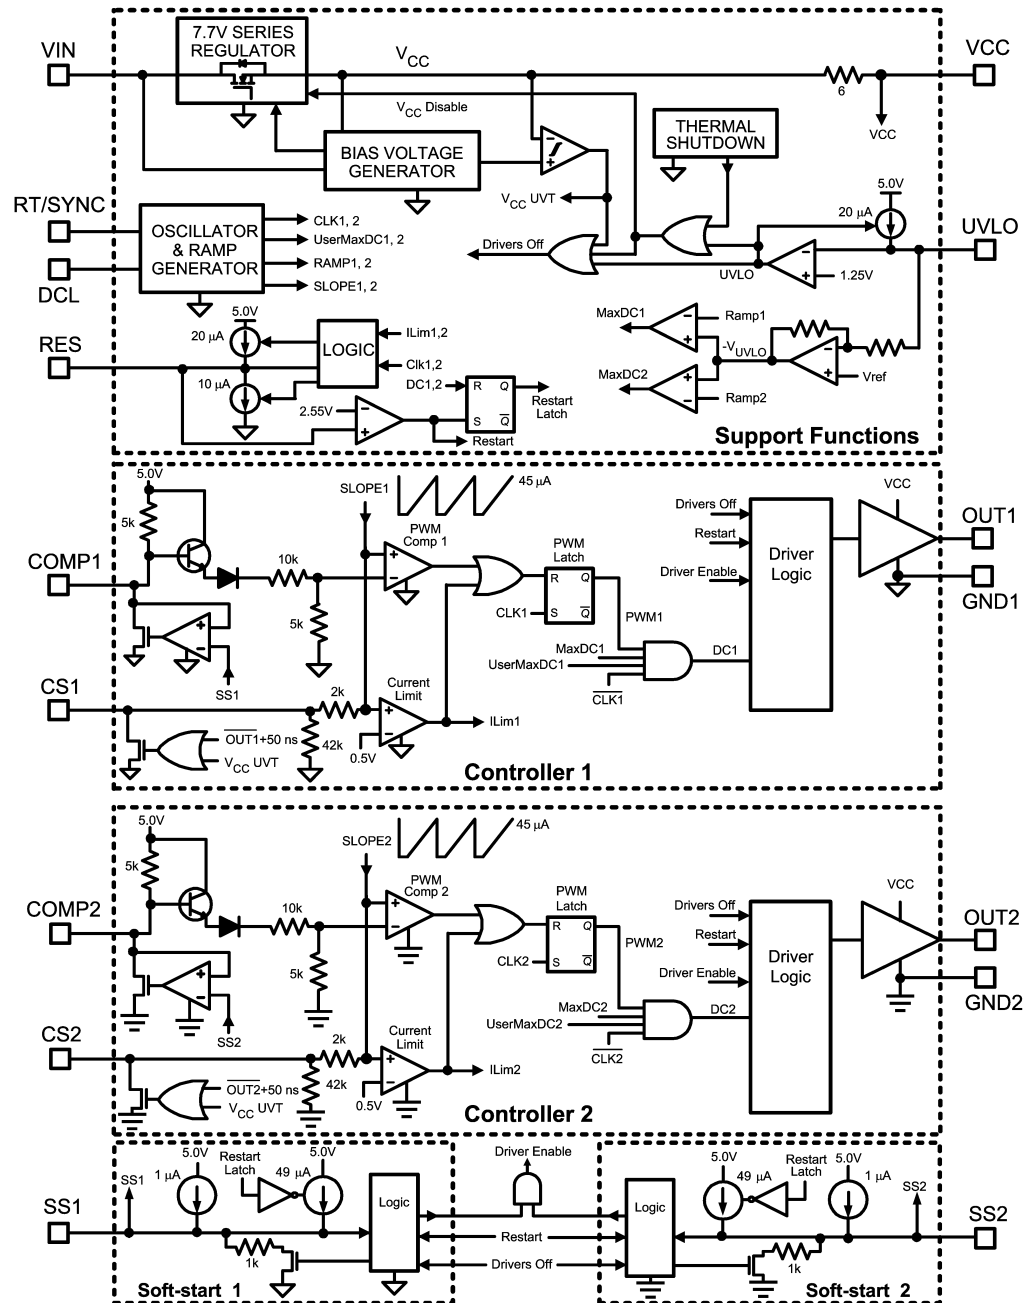 VIN
7.7V SERIES
REGULATOR
VCC
VCC
6
VCC
VCC Disable
THERMAL
SHUTDOWN
BIAS VOLTAGE
GENERATOR
VCC UVT
5.0V
20 µA
UVLO
RT/SYNC
DCL
OSCILLATOR
& RAMP
GENERATOR
CLK1, 2
UserMaxDC1, 2
RAMP1, 2
SLOPE1, 2
Drivers Off
UVLO
1.25V
RES
5.0V
20 µA
10 µA
LOGIC
ILim1,2
Clk1,2
DC1,2
R
Q
S
Q
Restart
Latch
2.55V
Restart
MaxDC1
Ramp1
-VUVLO
MaxDC2
Ramp2
Vref
Support Functions
5.0V
5k
SLOPE1
45 µA
COMP1
10k
5k
PWM
Comp 1
PWM
Latch
R
Q
S
Q
CLK1
PWM1
SS1
MaxDC1
UserMaxDC1
CLK1
DC1
Drivers Off
Restart
Driver Enable
Driver
Logic
VCC
OUT1
GND1
CS1
2k
42k
Current
Limit
0.5V
ILim1
OUT1+50 ns
VCC UVT
Controller 1
5.0V
5k
SLOPE2
45 µA
COMP2
10k
5k
PWM
Comp 2
PWM
Latch
R
Q
S
Q
CLK2
PWM2
SS2
MaxDC2
UserMaxDC2
CLK2
DC2
Drivers Off
Restart
Driver Enable
Driver
Logic
VCC
OUT2
GND2
CS2
2k
42k
Current
Limit
0.5V
ILim2
OUT2+50 ns
VCC UVT
Controller 2
SS1
SS1
5.0V
1 µA
Restart
Latch
5.0V
49 µA
1k
Logic
Soft-start 1
Driver Enable
Restart
Drivers Off
Logic
5.0V
49 µA
Restart
Latch
5.0V
1 µA
SS2
1k
SS2
Soft-start 2